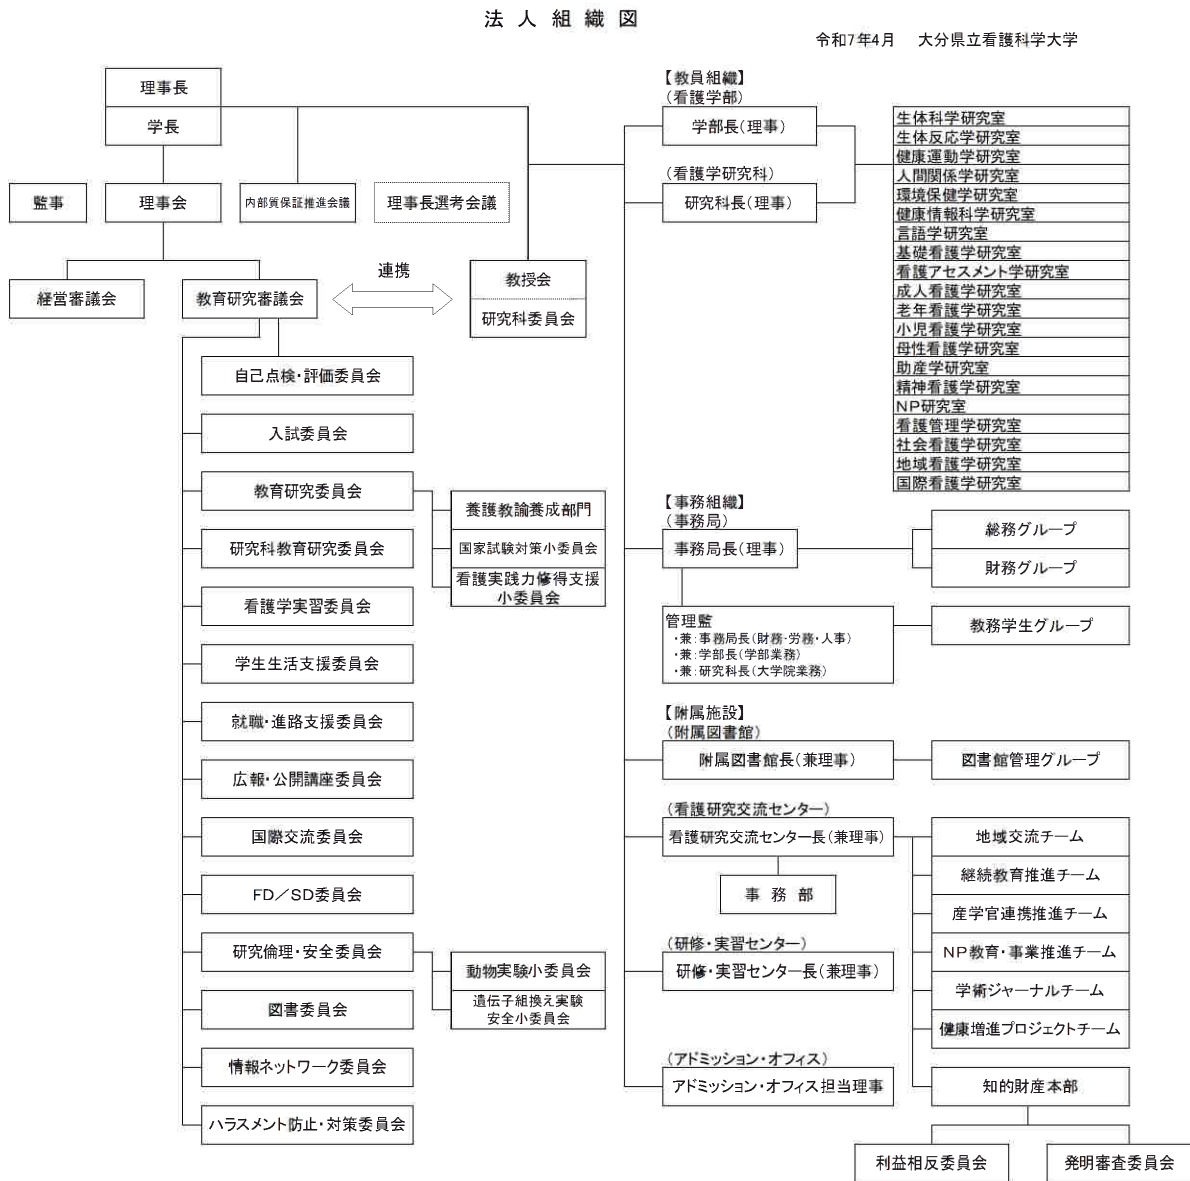 法人組織図
令和7年4月　大分県立看護科学大学
理事長
学長
監事
理事会
内部質保証推進会議
理事長選考会議
経営審議会
教育研究審議会
連携
教授会
研究科委員会
自己点検・評価委員会
入試委員会
教育研究委員会
養護教諭養成部門
国家試験対策小委員会
看護実践力修得支援
小委員会
研究科教育研究委員会
看護学実習委員会
学生生活支援委員会
就職・進路支援委員会
広報・公開講座委員会
国際交流委員会
FD／SD委員会
研究倫理・安全委員会
動物実験小委員会
遺伝子組換え実験
安全小委員会
図書委員会
情報ネットワーク委員会
ハラスメント防止・対策委員会
【教員組織】
(看護学部)
学部長(理事)
(看護学研究科)
研究科長(理事)
生体科学研究室
生体反応学研究室
健康運動学研究室
人間関係学研究室
環境保健学研究室
健康情報科学研究室
言語学研究室
基礎看護学研究室
看護アセスメント学研究室
成人看護学研究室
老年看護学研究室
小児看護学研究室
母性看護学研究室
助産学研究室
精神看護学研究室
NP研究室
看護管理学研究室
社会看護学研究室
地域看護学研究室
国際看護学研究室
【事務組織】
(事務局)
事務局長(理事)
総務グループ
財務グループ
管理監
・兼:事務局長(財務・労務・人事)
・兼:学部長(学部業務)
・兼:研究科長(大学院業務)
教務学生グループ
【附属施設】
(附属図書館)
附属図書館長(兼理事)
図書館管理グループ
(看護研究交流センター)
看護研究交流センター長(兼理事)
事務部
地域交流チーム
継続教育推進チーム
産学官連携推進チーム
NP教育・事業推進チーム
学術ジャーナルチーム
健康増進プロジェクトチーム
(研修・実習センター)
研修・実習センター長(兼理事)
(アドミッション・オフィス)
アドミッション・オフィス担当理事
知的財産本部
利益相反委員会
発明審査委員会